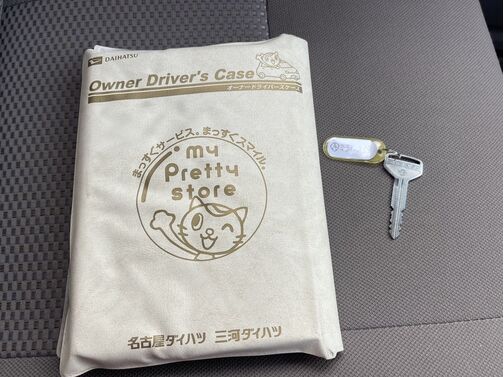 DAIHATSU
Owner Driver's Case
オーナードライバーズケース
まっすぐサービス。まっすぐスマイル。
my
Pretty
store
名古屋ダイハツ 三河ダイハツ